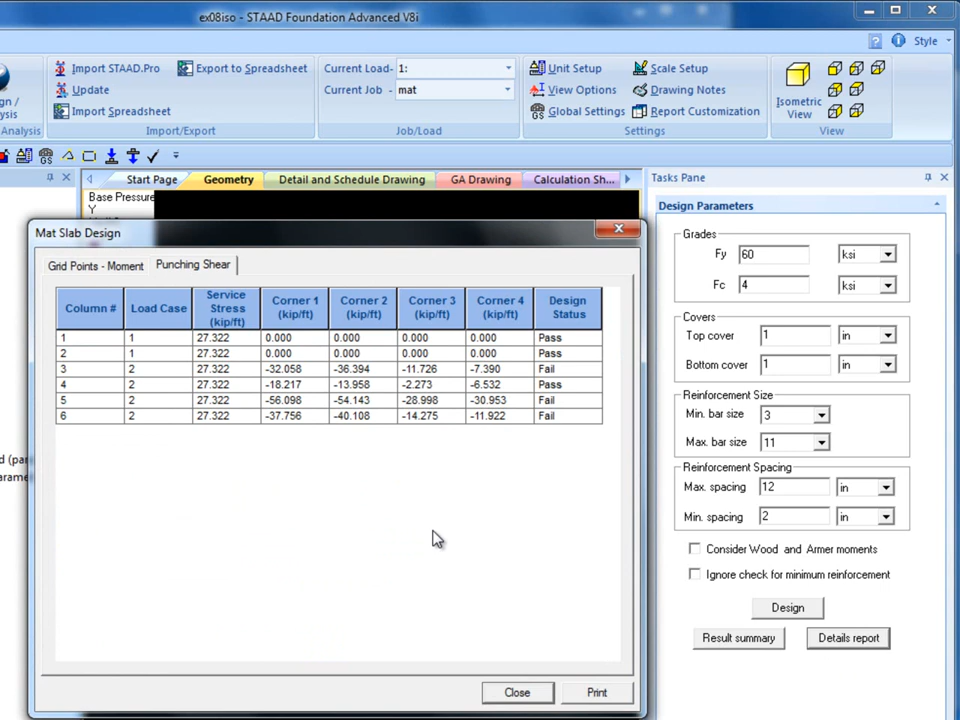 ex08iso - STAAD Foundation Advanced V8i
Style
Import STAAD.Pro
Export to Spreadsheet
Update
Import Spreadsheet
Import/Export
Current Load- 1:
Current Job - mat
Job/Load
Unit Setup
Scale Setup
View Options
Drawing Notes
Global Settings
Report Customization
Settings
Isometric
View
View
gn /
ysis
Analysis
Start Page
Geometry
Detail and Schedule Drawing
GA Drawing
Calculation Sh...
Tasks Pane
Base Pressure
Y
Mat Slab Design
Grid Points - Moment
Punching Shear
Column # Load Case Service Stress (kip/ft) Corner 1 (kip/ft) Corner 2 (kip/ft) Corner 3 (kip/ft) Corner 4 (kip/ft) Design Status
1 1 27.322 0.000 0.000 0.000 0.000 Pass
2 1 27.322 0.000 0.000 0.000 0.000 Pass
3 2 27.322 -32.058 -36.394 -11.726 -7.390 Fail
4 2 27.322 -18.217 -13.958 -2.273 -6.532 Pass
5 2 27.322 -56.098 -54.143 -28.998 -30.953 Fail
6 2 27.322 -37.756 -40.108 -14.275 -11.922 Fail
d (par
arame
Close
Print
Design Parameters
Grades
Fy 60 ksi
Fc 4 ksi
Covers
Top cover 1 in
Bottom cover 1 in
Reinforcement Size
Min. bar size 3
Max. bar size 11
Reinforcement Spacing
Max. spacing 12 in
Min. spacing 2 in
Consider Wood and Armer moments
Ignore check for minimum reinforcement
Design
Result summary
Details report